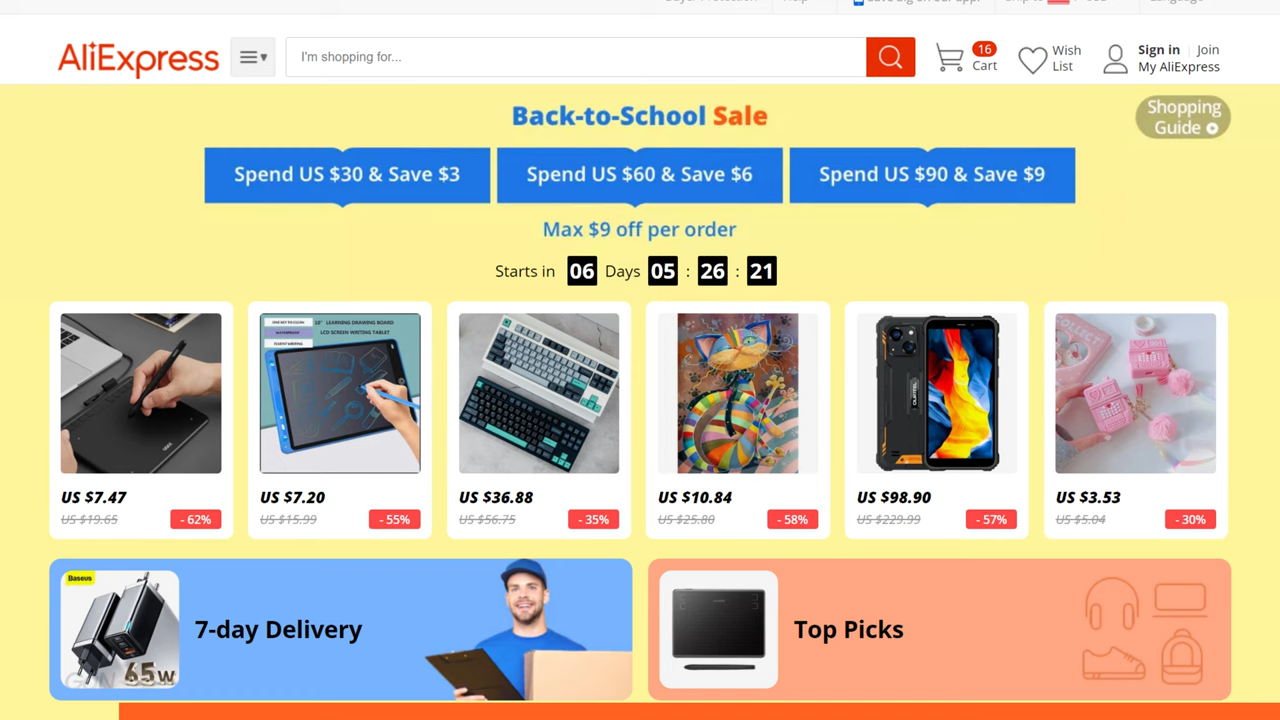 AliExpress
I'm shopping for...
16
Cart
Wish
List
Sign in | Join
My AliExpress
Back-to-School Sale
Shopping
Guide
Spend US $30 & Save $3
Spend US $60 & Save $6
Spend US $90 & Save $9
Max $9 off per order
Starts in 06 Days 05 : 26 : 21
10" LEARNING DRAWING BOARD
LCD SCREEN WRITING TABLET
OUKITEL
US $7.47
US $19.65
- 62%
US $7.20
US $15.99
- 55%
US $36.88
US $56.75
- 35%
US $10.84
US $25.80
- 58%
US $98.90
US $229.99
- 57%
US $3.53
US $5.04
- 30%
Baseus
65W
7-day Delivery
Top Picks